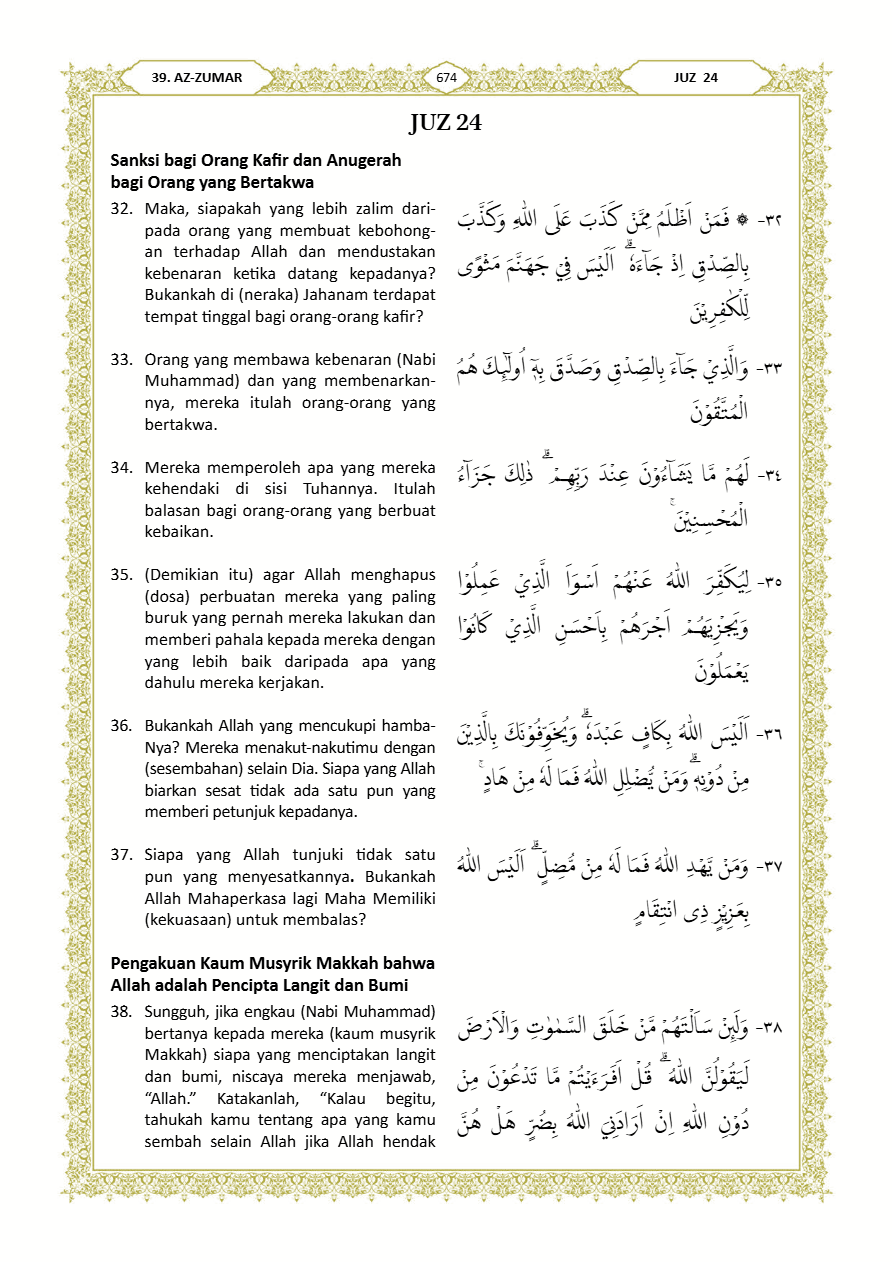 39. AZ-ZUMAR
674
JUZ 24
JUZ 24
Sanksi bagi Orang Kafir dan Anugerah
bagi Orang yang Bertakwa
32. Maka, siapakah yang lebih zalim dari-
pada orang yang membuat kebohong-
an terhadap Allah dan mendustakan
kebenaran ketika datang kepadanya?
Bukankah di (neraka) Jahanam terdapat
tempat tinggal bagi orang-orang kafir?
٣٢- ۞ فَمَنْ اَظْلَمُ مِمَّنْ كَذَبَ عَلَى اللّٰهِ وَكَذَّبَ
بِالصِّدْقِ اِذْ جَاۤءَهٗۗ اَلَيْسَ فِيْ جَهَنَّمَ مَثْوًى
لِّلْكٰفِرِيْنَ
33. Orang yang membawa kebenaran (Nabi
Muhammad) dan yang membenarkan-
nya, mereka itulah orang-orang yang
bertakwa.
٣٣- وَالَّذِيْ جَاۤءَ بِالصِّدْقِ وَصَدَّقَ بِهٖٓ اُولٰۤىِٕكَ هُمُ
الْمُتَّقُوْنَ
34. Mereka memperoleh apa yang mereka
kehendaki di sisi Tuhannya. Itulah
balasan bagi orang-orang yang berbuat
kebaikan.
٣٤- لَهُمْ مَّا يَشَاۤءُوْنَ عِنْدَ رَبِّهِمْۗ ذٰلِكَ جَزَاۤءُ
الْمُحْسِنِيْنَۚ
35. (Demikian itu) agar Allah menghapus
(dosa) perbuatan mereka yang paling
buruk yang pernah mereka lakukan dan
memberi pahala kepada mereka dengan
yang lebih baik daripada apa yang
dahulu mereka kerjakan.
٣٥- لِيُكَفِّرَ اللّٰهُ عَنْهُمْ اَسْوَاَ الَّذِيْ عَمِلُوْا
وَيَجْزِيَهُمْ اَجْرَهُمْ بِاَحْسَنِ الَّذِيْ كَانُوْا
يَعْمَلُوْنَ
36. Bukankah Allah yang mencukupi hamba-
Nya? Mereka menakut-nakutimu dengan
(sesembahan) selain Dia. Siapa yang Allah
biarkan sesat tidak ada satu pun yang
memberi petunjuk kepadanya.
٣٦- اَلَيْسَ اللّٰهُ بِكَافٍ عَبْدَهٗۗ وَيُخَوِّفُوْنَكَ بِالَّذِيْنَ
مِنْ دُوْنِهٖۗ وَمَنْ يُّضْلِلِ اللّٰهُ فَمَا لَهٗ مِنْ هَادٍۚ
37. Siapa yang Allah tunjuki tidak satu
pun yang menyesatkannya. Bukankah
Allah Mahaperkasa lagi Maha Memiliki
(kekuasaan) untuk membalas?
٣٧- وَمَنْ يَّهْدِ اللّٰهُ فَمَا لَهٗ مِنْ مُّضِلٍّۗ اَلَيْسَ اللّٰهُ
بِعَزِيْزٍ ذِى انْتِقَامٍ
Pengakuan Kaum Musyrik Makkah bahwa
Allah adalah Pencipta Langit dan Bumi
38. Sungguh, jika engkau (Nabi Muhammad)
bertanya kepada mereka (kaum musyrik
Makkah) siapa yang menciptakan langit
dan bumi, niscaya mereka menjawab,
“Allah.” Katakanlah, “Kalau begitu,
tahukah kamu tentang apa yang kamu
sembah selain Allah jika Allah hendak
٣٨- وَلَىِٕنْ سَاَلْتَهُمْ مَّنْ خَلَقَ السَّمٰوٰتِ وَالْاَرْضَ
لَيَقُوْلُنَّ اللّٰهُۗ قُلْ اَفَرَءَيْتُمْ مَّا تَدْعُوْنَ مِنْ
دُوْنِ اللّٰهِ اِنْ اَرَادَنِيَ اللّٰهُ بِضُرٍّ هَلْ هُنَّ